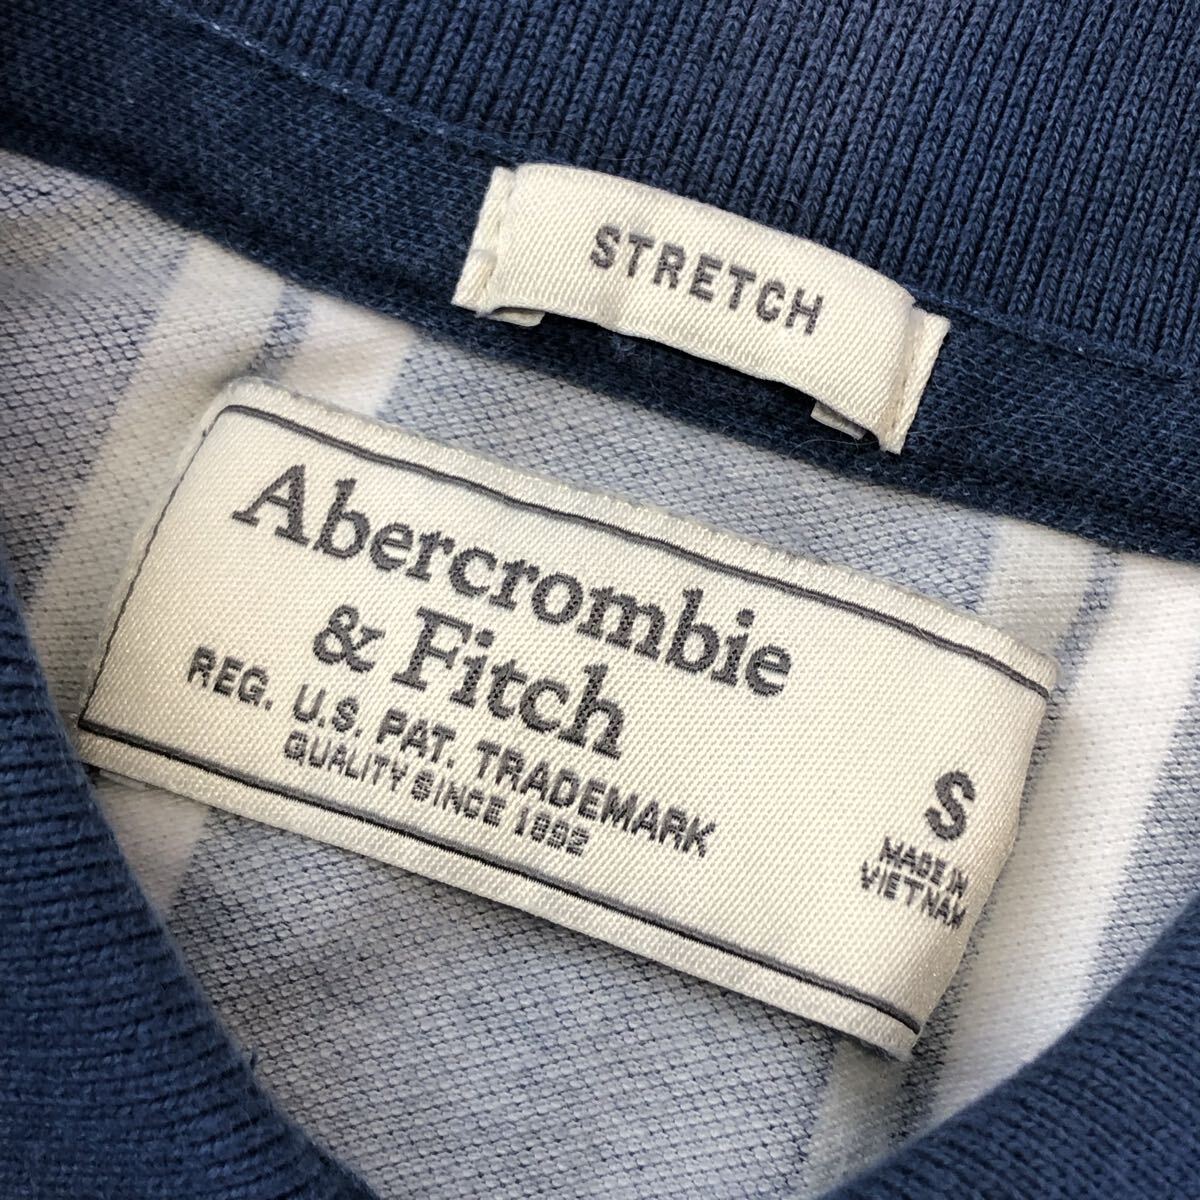 STRETCH
Abercrombie
& Fitch
REG. U.S. PAT. TRADEMARK
QUALITY SINCE 1892
S
MADE IN
VIETNAM